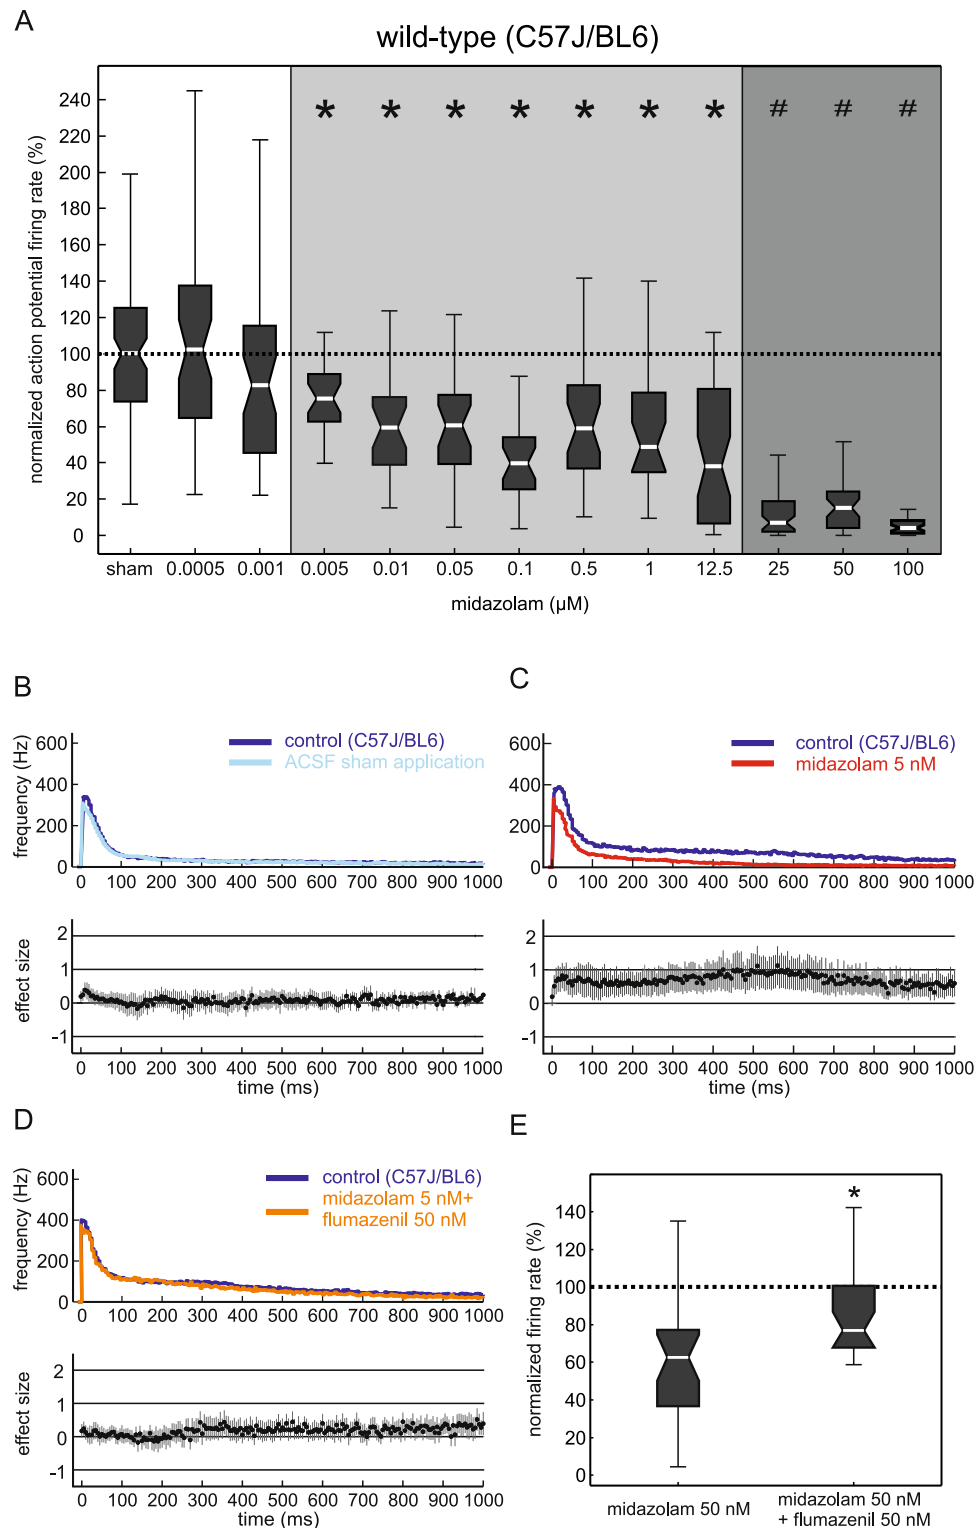 A
wild-type (C57J/BL6)
normalized action potential firing rate (%)
240
220
200
180
160
140
120
100
80
60
40
20
0
* * * * * * * # # #
sham 0.0005 0.001 0.005 0.01 0.05 0.1 0.5 1 12.5 25 50 100
midazolam (µM)
B
frequency (Hz)
600
400
200
0
control (C57J/BL6)
ACSF sham application
0 100 200 300 400 500 600 700 800 900 1000
effect size
2
1
0
-1
0 100 200 300 400 500 600 700 800 900 1000
time (ms)
C
600
400
200
0
control (C57J/BL6)
midazolam 5 nM
0 100 200 300 400 500 600 700 800 900 1000
2
1
0
-1
0 100 200 300 400 500 600 700 800 900 1000
time (ms)
D
frequency (Hz)
600
400
200
0
control (C57J/BL6)
midazolam 5 nM+
flumazenil 50 nM
0 100 200 300 400 500 600 700 800 900 1000
effect size
2
1
0
-1
0 100 200 300 400 500 600 700 800 900 1000
time (ms)
E
normalized firing rate (%)
140
120
100
80
60
40
20
0
*
midazolam 50 nM
midazolam 50 nM
+ flumazenil 50 nM